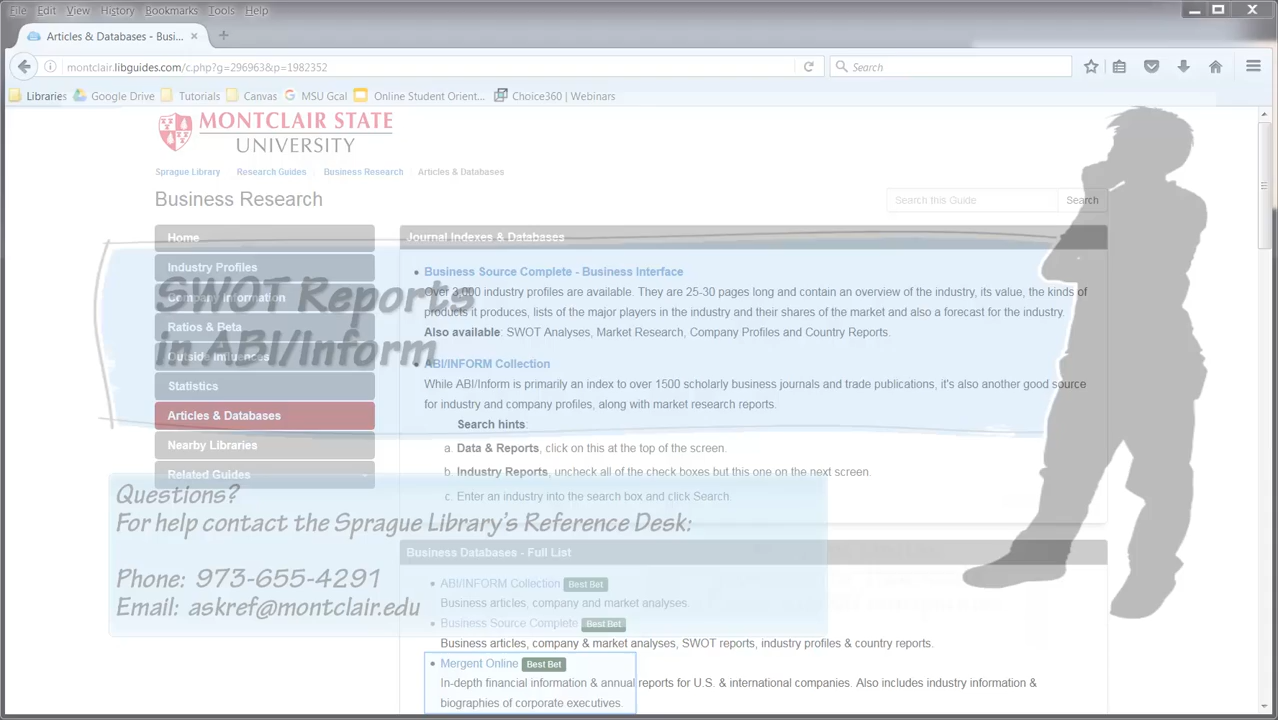 File Edit View History Bookmarks Tools Help
Articles & Databases - Busi...
montclair.libguides.com/c.php?g=296963&p=1982352
Search
Libraries Google Drive Tutorials Canvas MSU Gcal Online Student Orient... Choice360 | Webinars
MONTCLAIR STATE
UNIVERSITY
Sprague Library Research Guides Business Research Articles & Databases
Business Research
Search this Guide Search
Home
Industry Profiles
Company Information
Ratios & Beta
Outside Influences
Statistics
Articles & Databases
Nearby Libraries
Related Guides
SWOT Reports
in ABI/Inform
Journal Indexes & Databases
Business Source Complete - Business Interface
Over 3,000 industry profiles are available. They are 25-30 pages long and contain an overview of the industry, its value, the kinds of
products it produces, lists of the major players in the industry and their shares of the market and also a forecast for the industry.
Also available: SWOT Analyses, Market Research, Company Profiles and Country Reports.
ABI/INFORM Collection
While ABI/Inform is primarily an index to over 1500 scholarly business journals and trade publications, it's also another good source
for industry and company profiles, along with market research reports.
Search hints
a. Data & Reports, click on this at the top of the screen.
b. Industry Reports, uncheck all of the check boxes but this one on the next screen.
c. Enter an industry into the search box and click Search.
Questions?
For help contact the Sprague Library's Reference Desk:
Phone: 973-655-4291
Email: askref@montclair.edu
Business Databases - Full List
ABI/INFORM Collection Best Bet
Business articles, company and market analyses.
Business Source Complete Best Bet
Business articles, company & market analyses, SWOT reports, industry profiles & country reports.
Mergent Online Best Bet
In-depth financial information & annual reports for U.S. & international companies. Also includes industry information &
biographies of corporate executives.